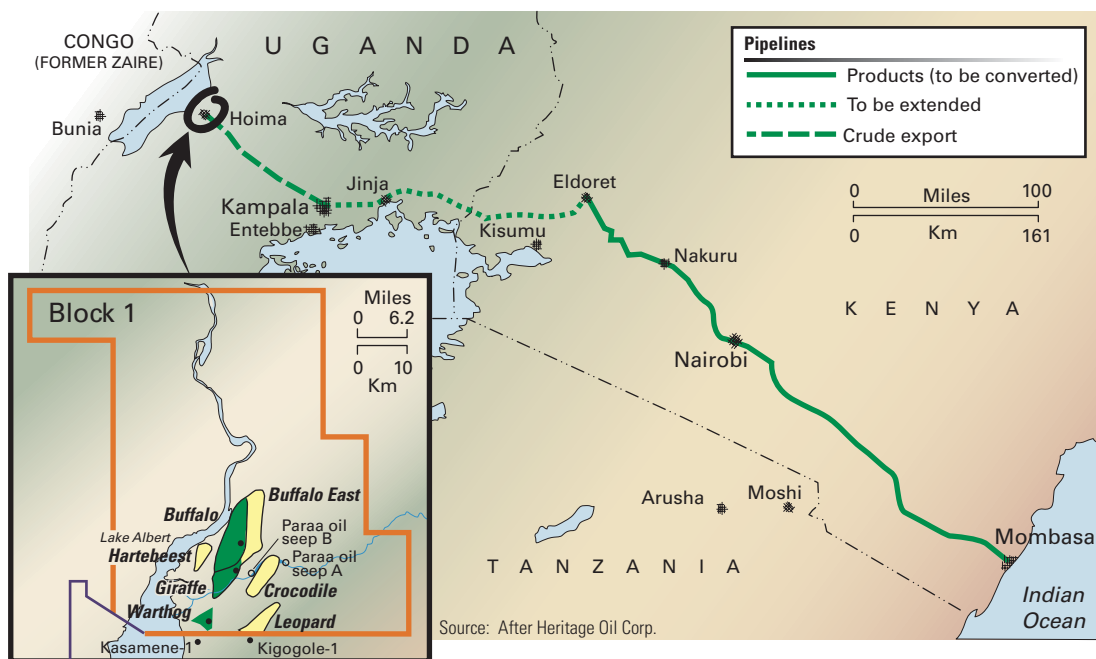 CONGO
(FORMER ZAIRE)
U G A N D A
Bunia
Hoima
Kampala
Entebbe
Jinja
Eldoret
Kisumu
Nakuru
Nairobi
K E N Y A
Arusha
Moshi
Mombasa
T A N Z A N I A
Indian
Ocean
Source: After Heritage Oil Corp.
Pipelines
Products (to be converted)
To be extended
Crude export
0 Miles 100
0 Km 161
Block 1
Miles
0 6.2
0 10
Km
Buffalo East
Buffalo
Paraa oil
seep B
Lake Albert
Hartebeest
Paraa oil
seep A
Giraffe
Crocodile
Warthog
Leopard
Kasamene-1
Kigogole-1